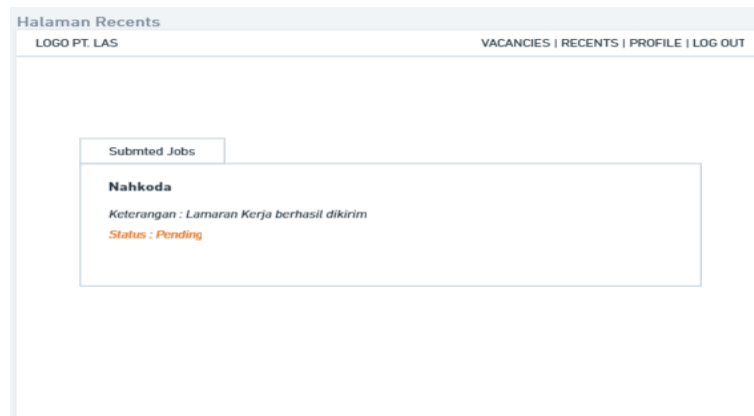 Halaman Recents
LOGO PT. LAS VACANCIES | RECENTS | PROFILE | LOG OUT
Submted Jobs
Nahkoda
Keterangan : Lamaran Kerja berhasil dikirim
Status : Pending